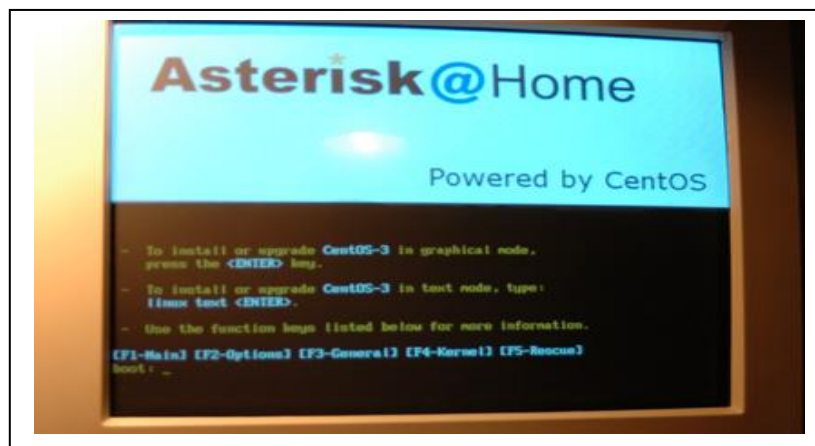 Asterisk@Home
Powered by CentOS
- To install or upgrade CentOS-3 in graphical mode,
press the <ENTER> key.
- To install or upgrade CentOS-3 in text mode, type:
linux text <ENTER>.
- Use the function keys listed below for more information.
[F1-Main] [F2-Options] [F3-General] [F4-Kernel] [F5-Rescue]
boot: _